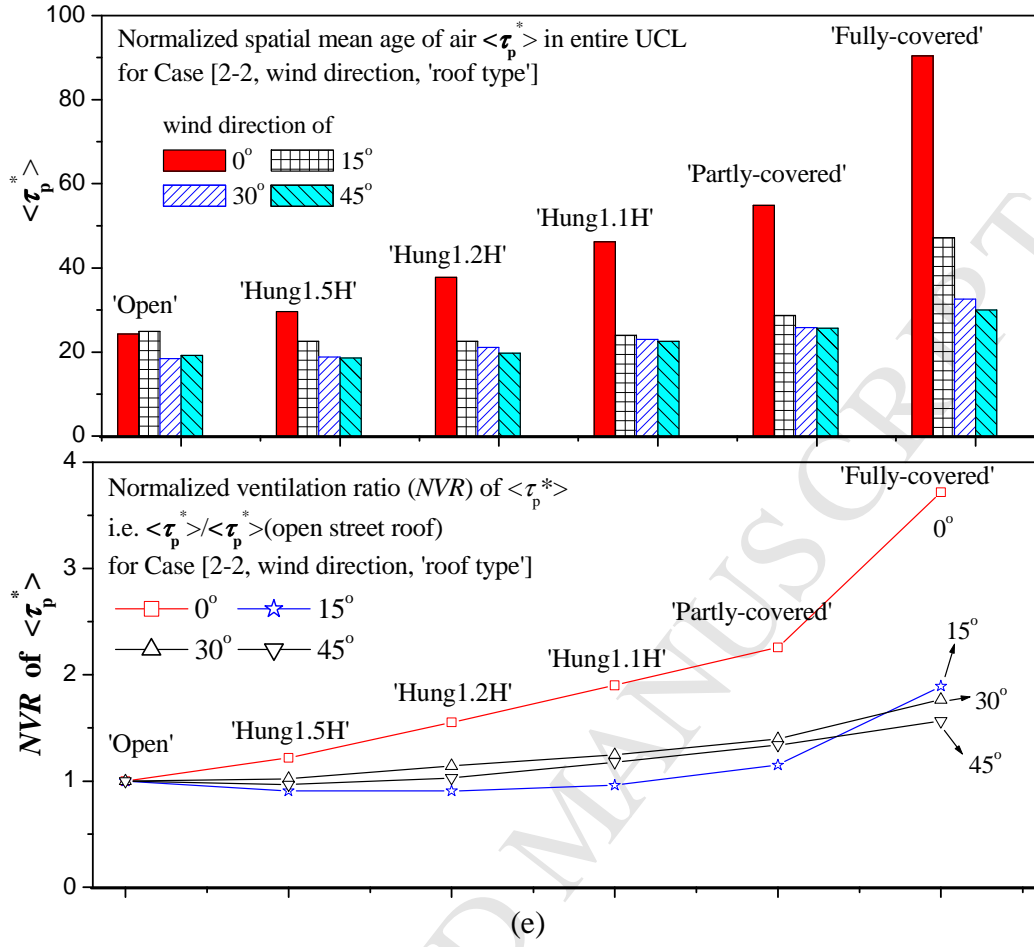 100
80
60
40
20
0
<τp*>
Normalized spatial mean age of air <τp*> in entire UCL
for Case [2-2, wind direction, 'roof type']
wind direction of
0° 15°
30° 45°
'Open'
'Hung1.5H'
'Hung1.2H'
'Hung1.1H'
'Partly-covered'
'Fully-covered'
4
3
2
1
0
NVR of <τp*>
Normalized ventilation ratio (NVR) of <τp*>
i.e. <τp*>/<τp*>(open street roof)
for Case [2-2, wind direction, 'roof type']
0° 15°
30° 45°
'Open'
'Hung1.5H'
'Hung1.2H'
'Hung1.1H'
'Partly-covered'
'Fully-covered'
0°
15°
30°
45°
(e)
D MANUSCRIPT